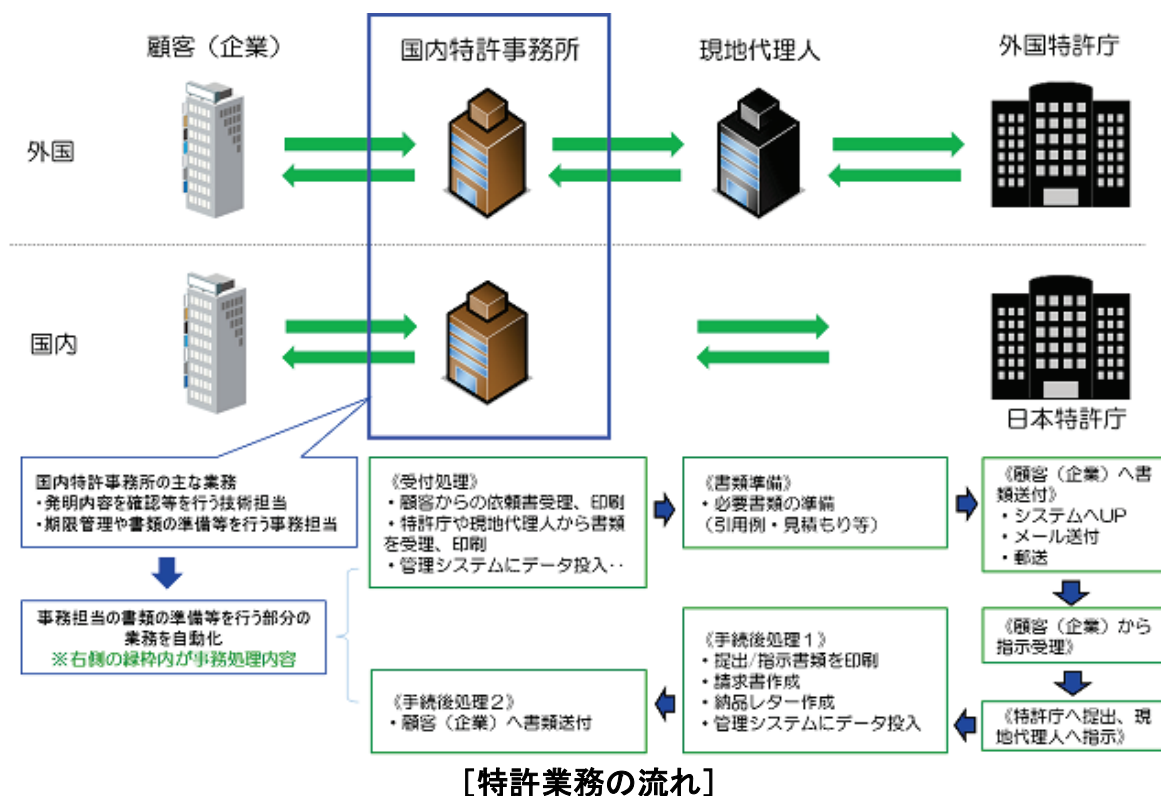 顧客（企業）
国内特許事務所
現地代理人
外国特許庁
外国
国内
日本特許庁
国内特許事務所の主な業務
・発明内容を確認等を行う技術担当
・期限管理や書類の準備等を行う事務担当
事務担当の書類の準備等を行う部分の
業務を自動化
※右側の緑枠内が事務処理内容
《受付処理》
・顧客からの依頼書受理、印刷
・特許庁や現地代理人から書類
を受理、印刷
・管理システムにデータ投入‥
《書類準備》
・必要書類の準備
（引用例・見積もり等）
《顧客（企業）へ書
類送付》
・システムへUP
・メール送付
・郵送
《顧客（企業）から
指示受理》
《特許庁へ提出、現
地代理人へ指示》
《手続後処理１》
・提出/指示書類を印刷
・請求書作成
・納品レター作成
・管理システムにデータ投入
《手続後処理２》
・顧客（企業）へ書類送付
［特許業務の流れ］